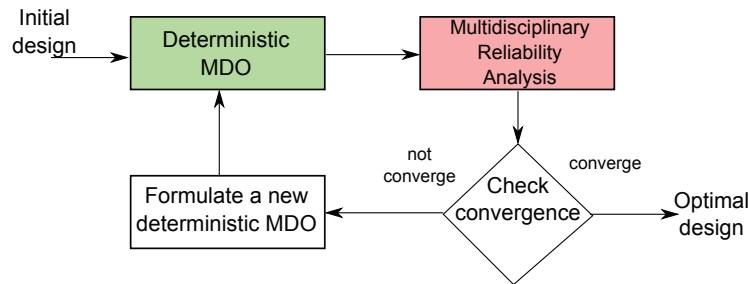 Initial
design
Deterministic
MDO
Multidisciplinary
Reliability
Analysis
not
converge
converge
Check
convergence
Formulate a new
deterministic MDO
Optimal
design